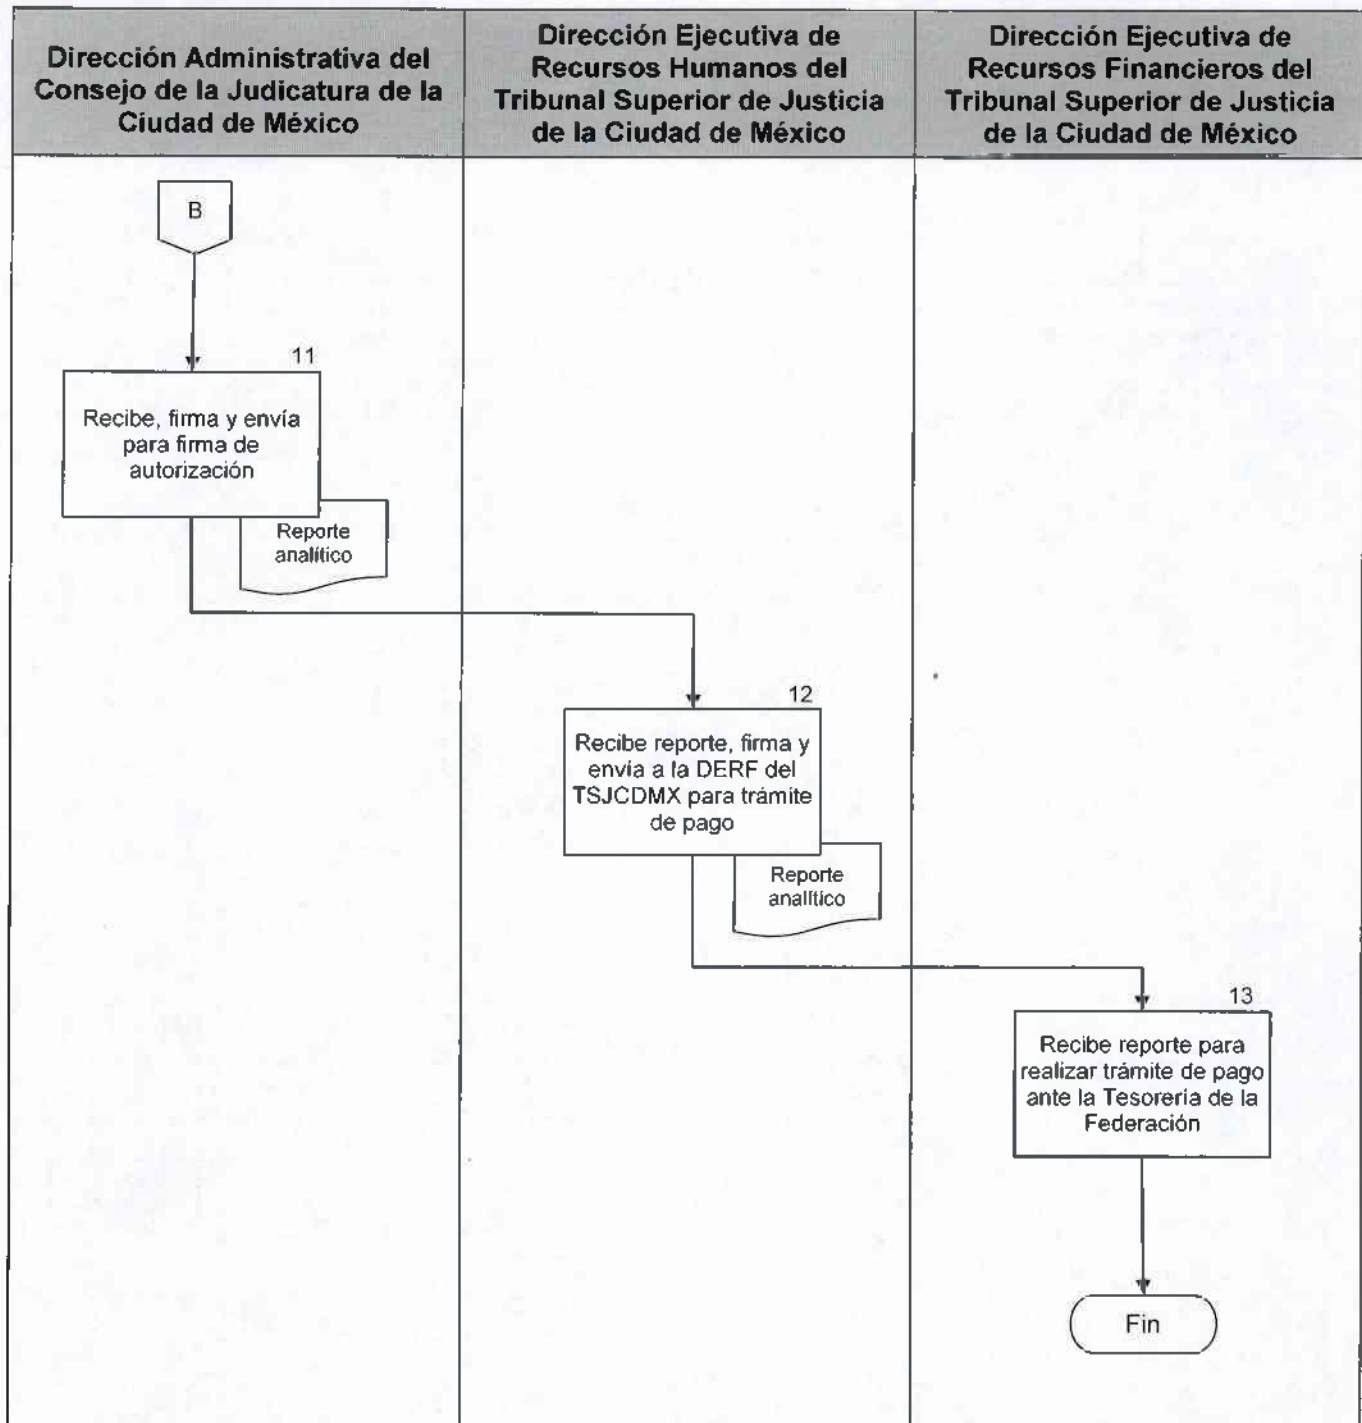 Dirección Administrativa del
Consejo de la Judicatura de la
Ciudad de México
Dirección Ejecutiva de
Recursos Humanos del
Tribunal Superior de Justicia
de la Ciudad de México
Dirección Ejecutiva de
Recursos Financieros del
Tribunal Superior de Justicia
de la Ciudad de México
B
11
Recibe, firma y envía
para firma de
autorización
Reporte
analítico
12
Recibe reporte, firma y
envía a la DERF del
TSJCDMX para trámite
de pago
Reporte
analítico
13
Recibe reporte para
realizar trámite de pago
ante la Tesorería de la
Federación
Fin